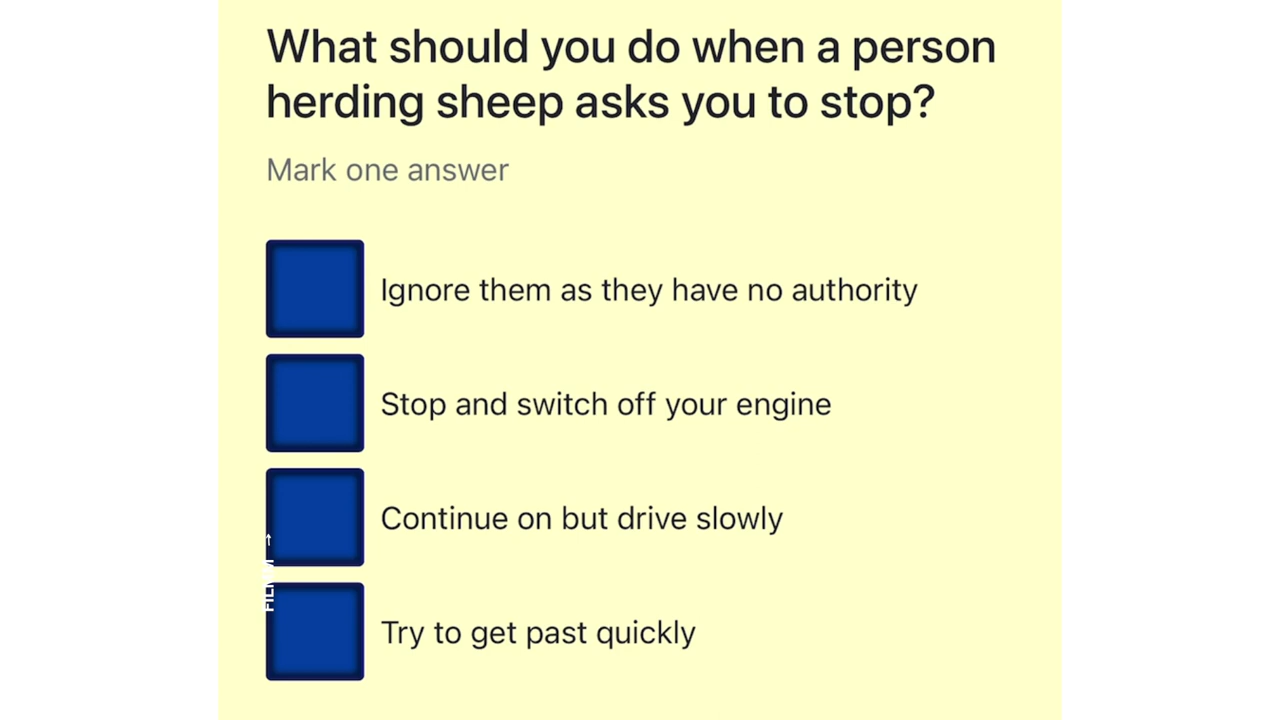 What should you do when a person
herding sheep asks you to stop?
Mark one answer
Ignore them as they have no authority
Stop and switch off your engine
Continue on but drive slowly
Try to get past quickly